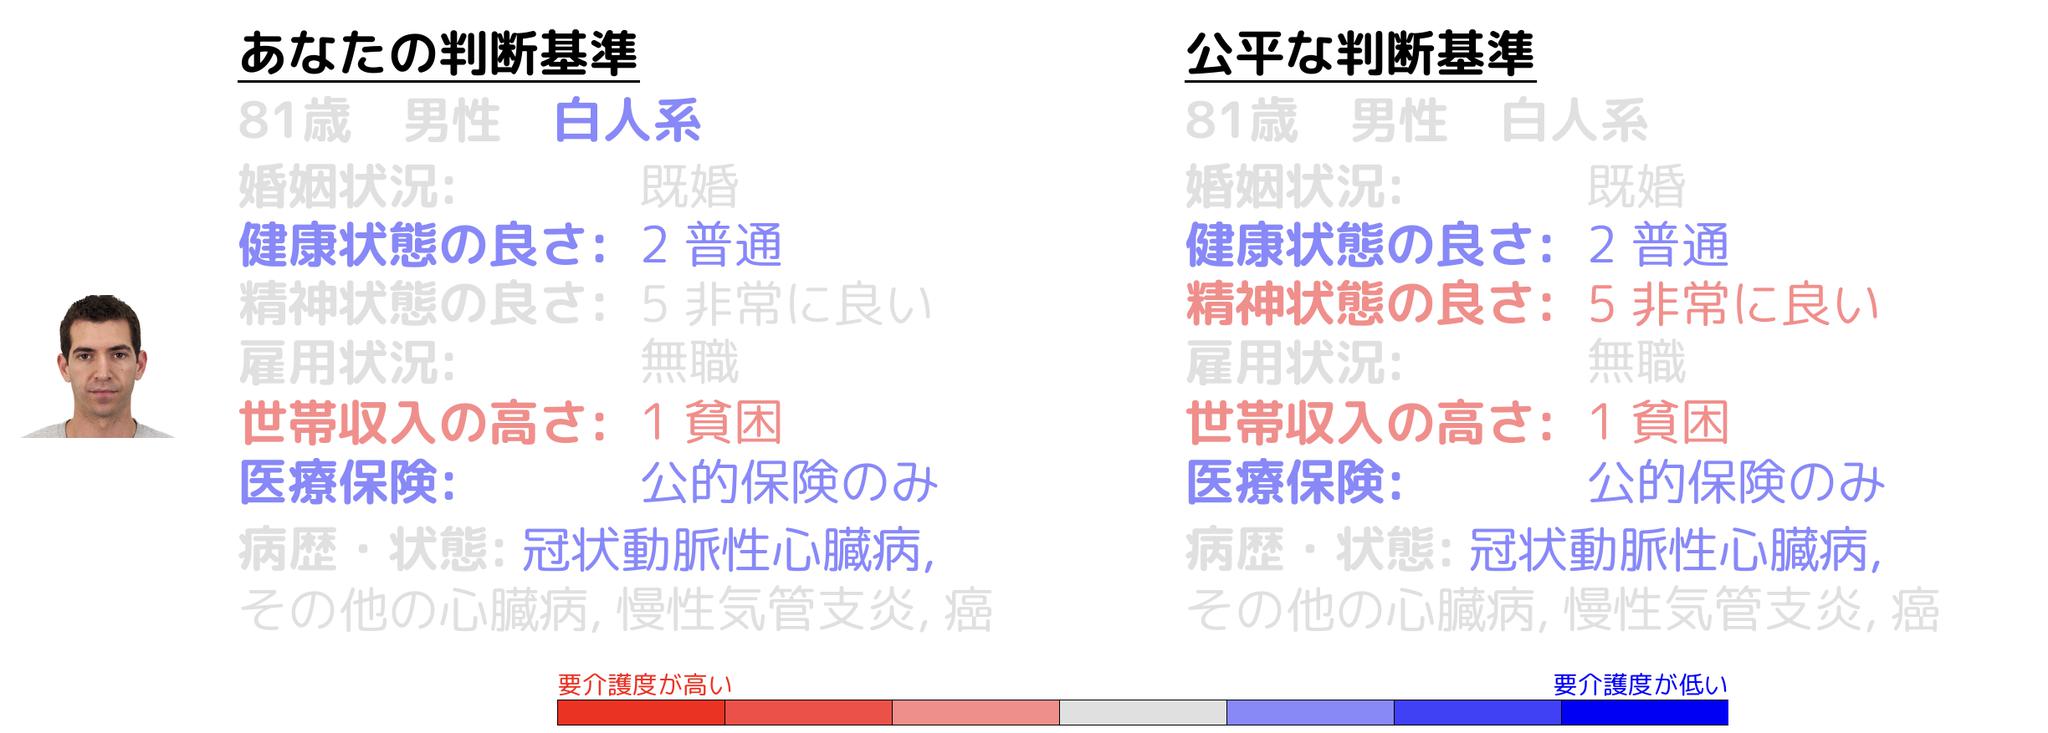 あなたの判断基準
81歳 男性 白人系
婚姻状況: 既婚
健康状態の良さ: 2 普通
精神状態の良さ: 5 非常に良い
雇用状況: 無職
世帯収入の高さ: 1 貧困
医療保険: 公的保険のみ
病歴・状態: 冠状動脈性心臓病,
その他の心臓病, 慢性気管支炎, 癌
公平な判断基準
81歳 男性 白人系
婚姻状況: 既婚
健康状態の良さ: 2 普通
精神状態の良さ: 5 非常に良い
雇用状況: 無職
世帯収入の高さ: 1 貧困
医療保険: 公的保険のみ
病歴・状態: 冠状動脈性心臓病,
その他の心臓病, 慢性気管支炎, 癌
要介護度が高い
要介護度が低い